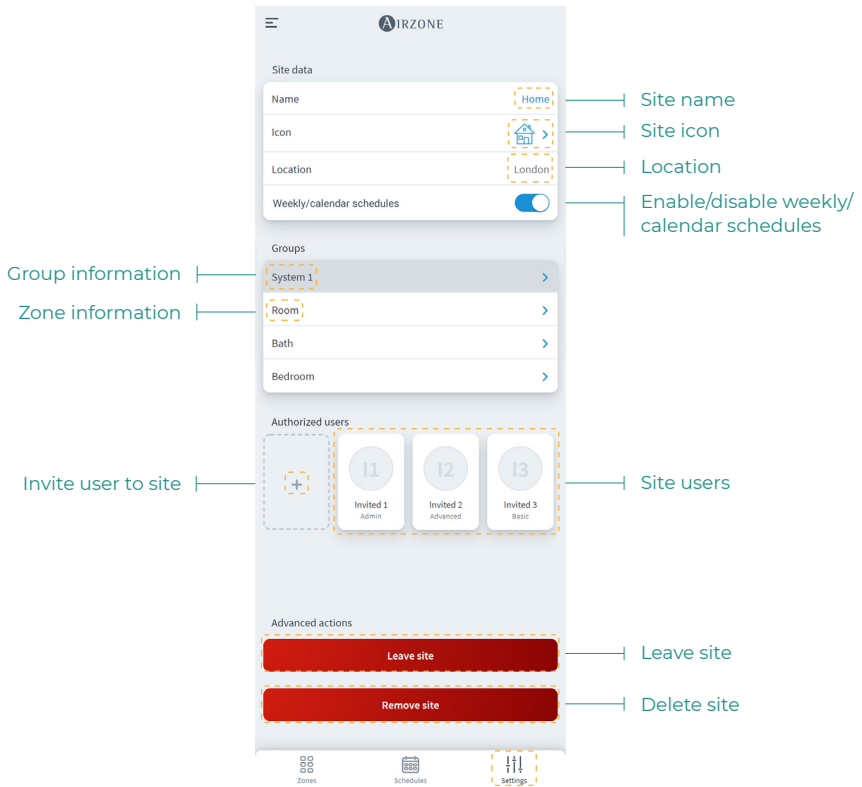 AIRZONE
Site data
Name
Home
Site name
Icon
Site icon
Location
London
Location
Weekly/calendar schedules
Enable/disable weekly/
calendar schedules
Groups
Group information
System 1
Zone information
Room
Bath
Bedroom
Authorized users
Invite user to site
+
I1
Invited 1
Admin
I2
Invited 2
Advanced
I3
Invited 3
Basic
Site users
Advanced actions
Leave site
Leave site
Remove site
Delete site
Zones
Schedules
Settings